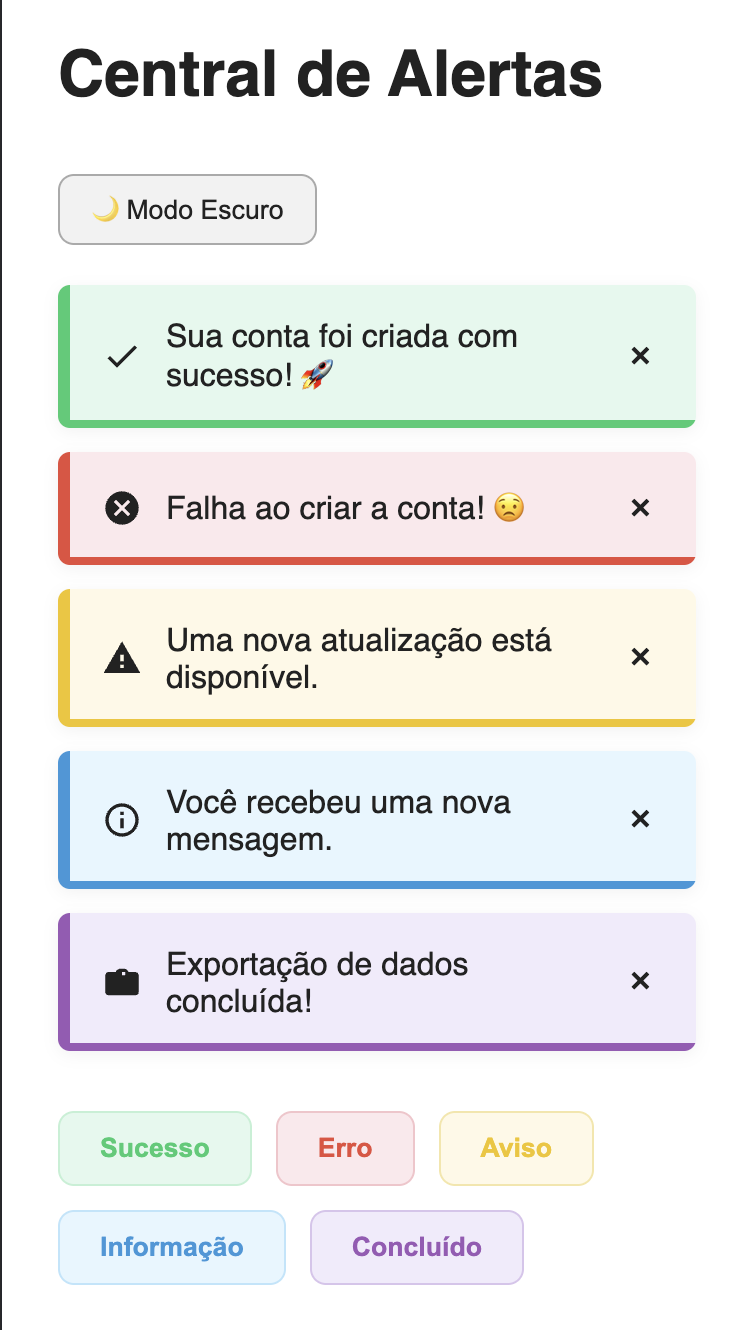 Central de Alertas
🌙 Modo Escuro
Sua conta foi criada com
sucesso! 🚀
×
Falha ao criar a conta! 😟
×
Uma nova atualização está
disponível.
×
Você recebeu uma nova
mensagem.
×
Exportação de dados
concluída!
×
Sucesso
Erro
Aviso
Informação
Concluído